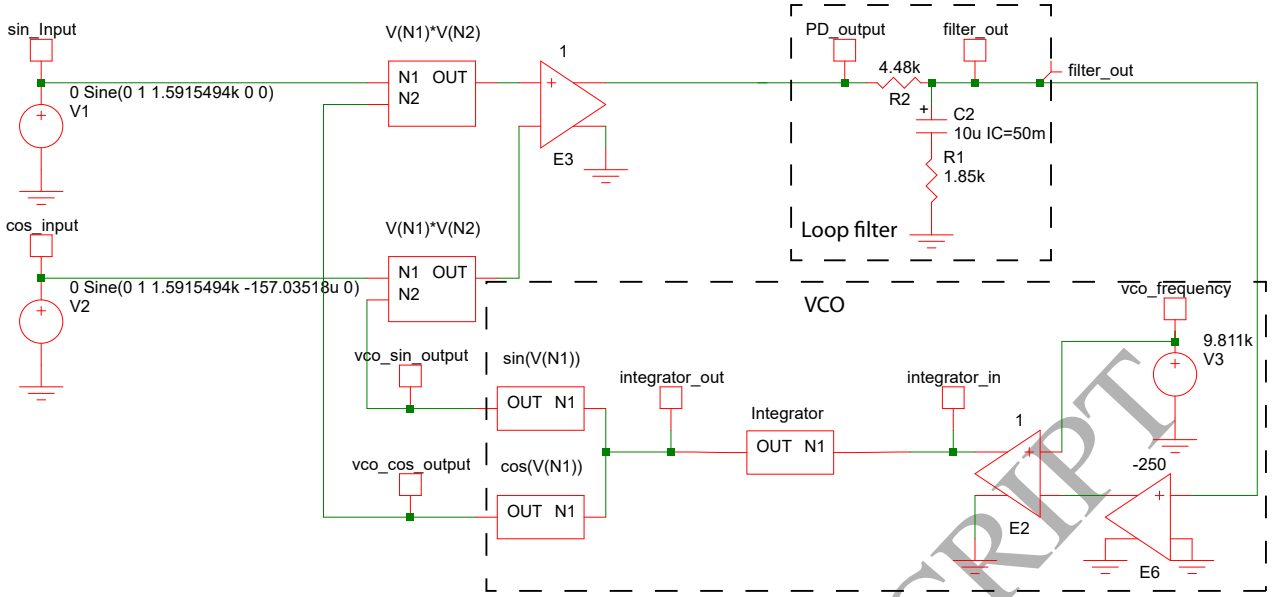 sin_Input
0 Sine(0 1 1.5915494k 0 0)
V1
V(N1)*V(N2)
N1 OUT
N2
1
+
E3
PD_output
filter_out
4.48k
R2
filter_out
+
C2
10u IC=50m
R1
1.85k
Loop filter
cos_input
0 Sine(0 1 1.5915494k -157.03518u 0)
V2
V(N1)*V(N2)
N1 OUT
N2
VCO
vco_frequency
9.811k
V3
vco_sin_output
sin(V(N1))
OUT N1
integrator_out
Integrator
OUT N1
integrator_in
1
+
E2
-250
+
E6
vco_cos_output
cos(V(N1))
OUT N1
CRIPT